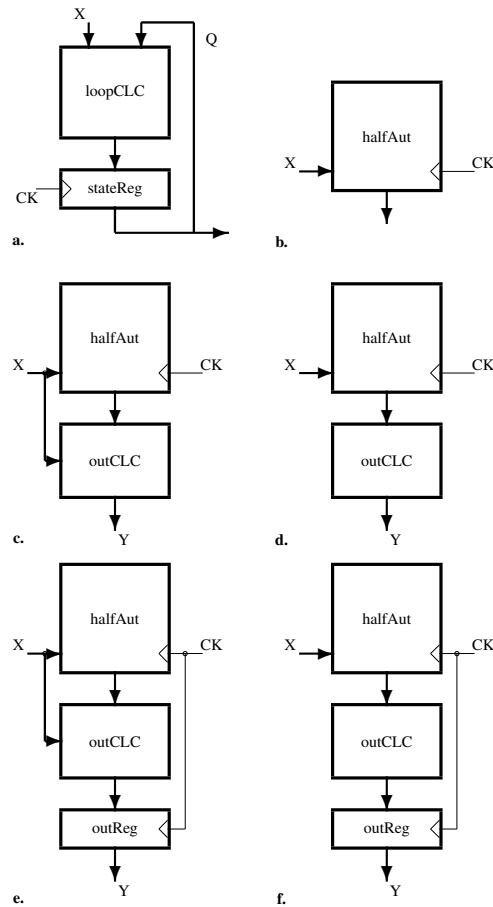 X
Q
loopCLC
stateReg
CK
a.
halfAut
X
CK
b.
halfAut
X
CK
outCLC
Y
c.
halfAut
X
CK
outCLC
Y
d.
halfAut
X
CK
outCLC
outReg
Y
e.
halfAut
X
CK
outCLC
outReg
Y
f.